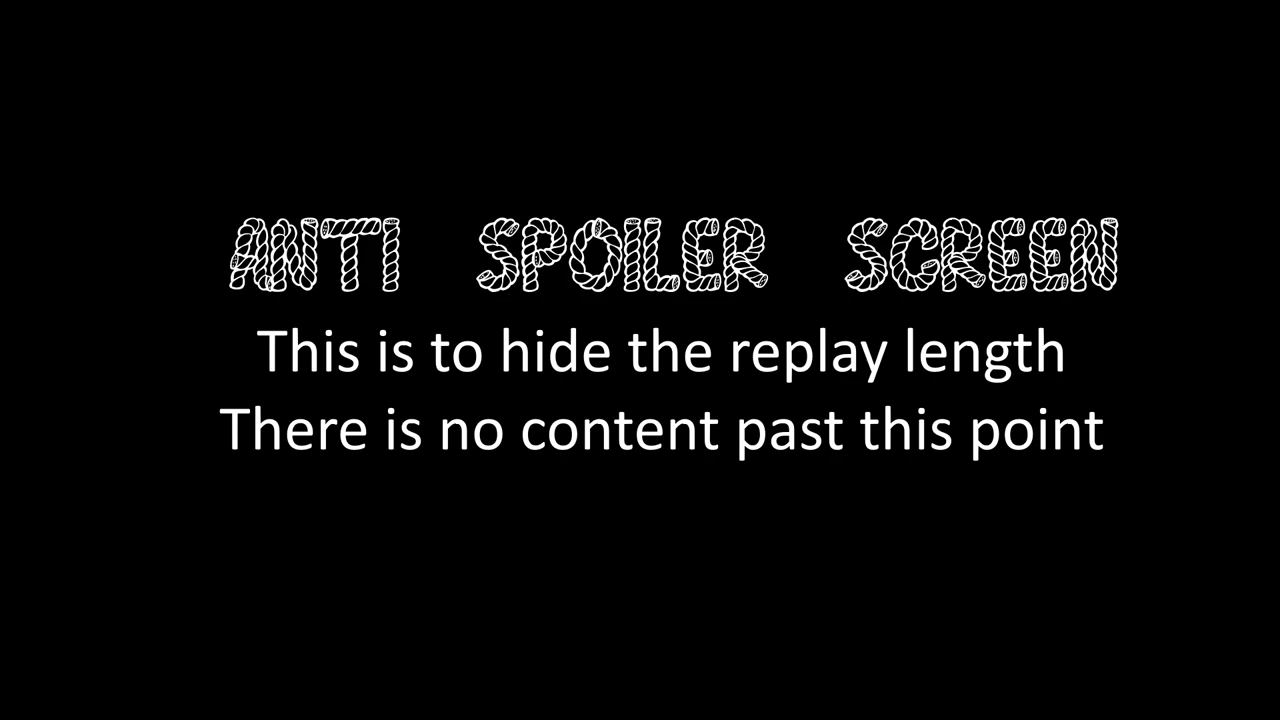 ANTI SPOILER SCREEN
This is to hide the replay length
There is no content past this point